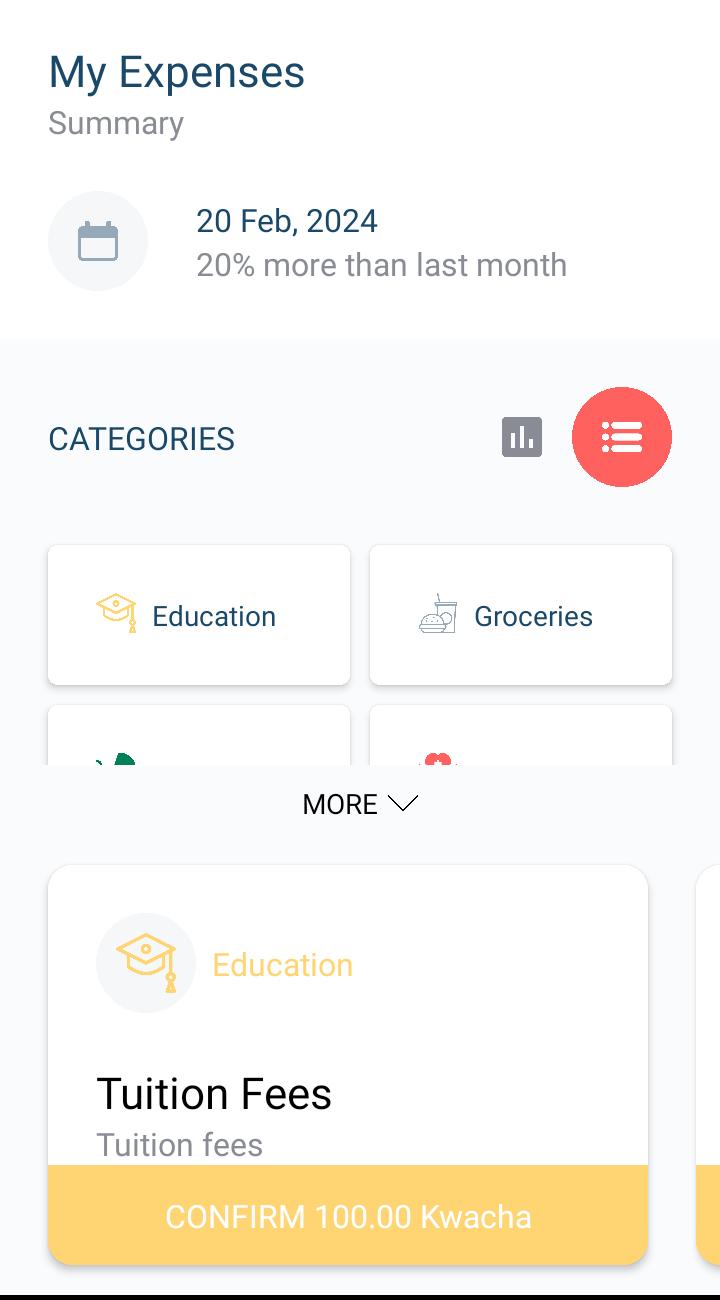 My Expenses
Summary
20 Feb, 2024
20% more than last month
CATEGORIES
Education
Groceries
MORE
Education
Tuition Fees
Tuition fees
CONFIRM 100.00 Kwacha